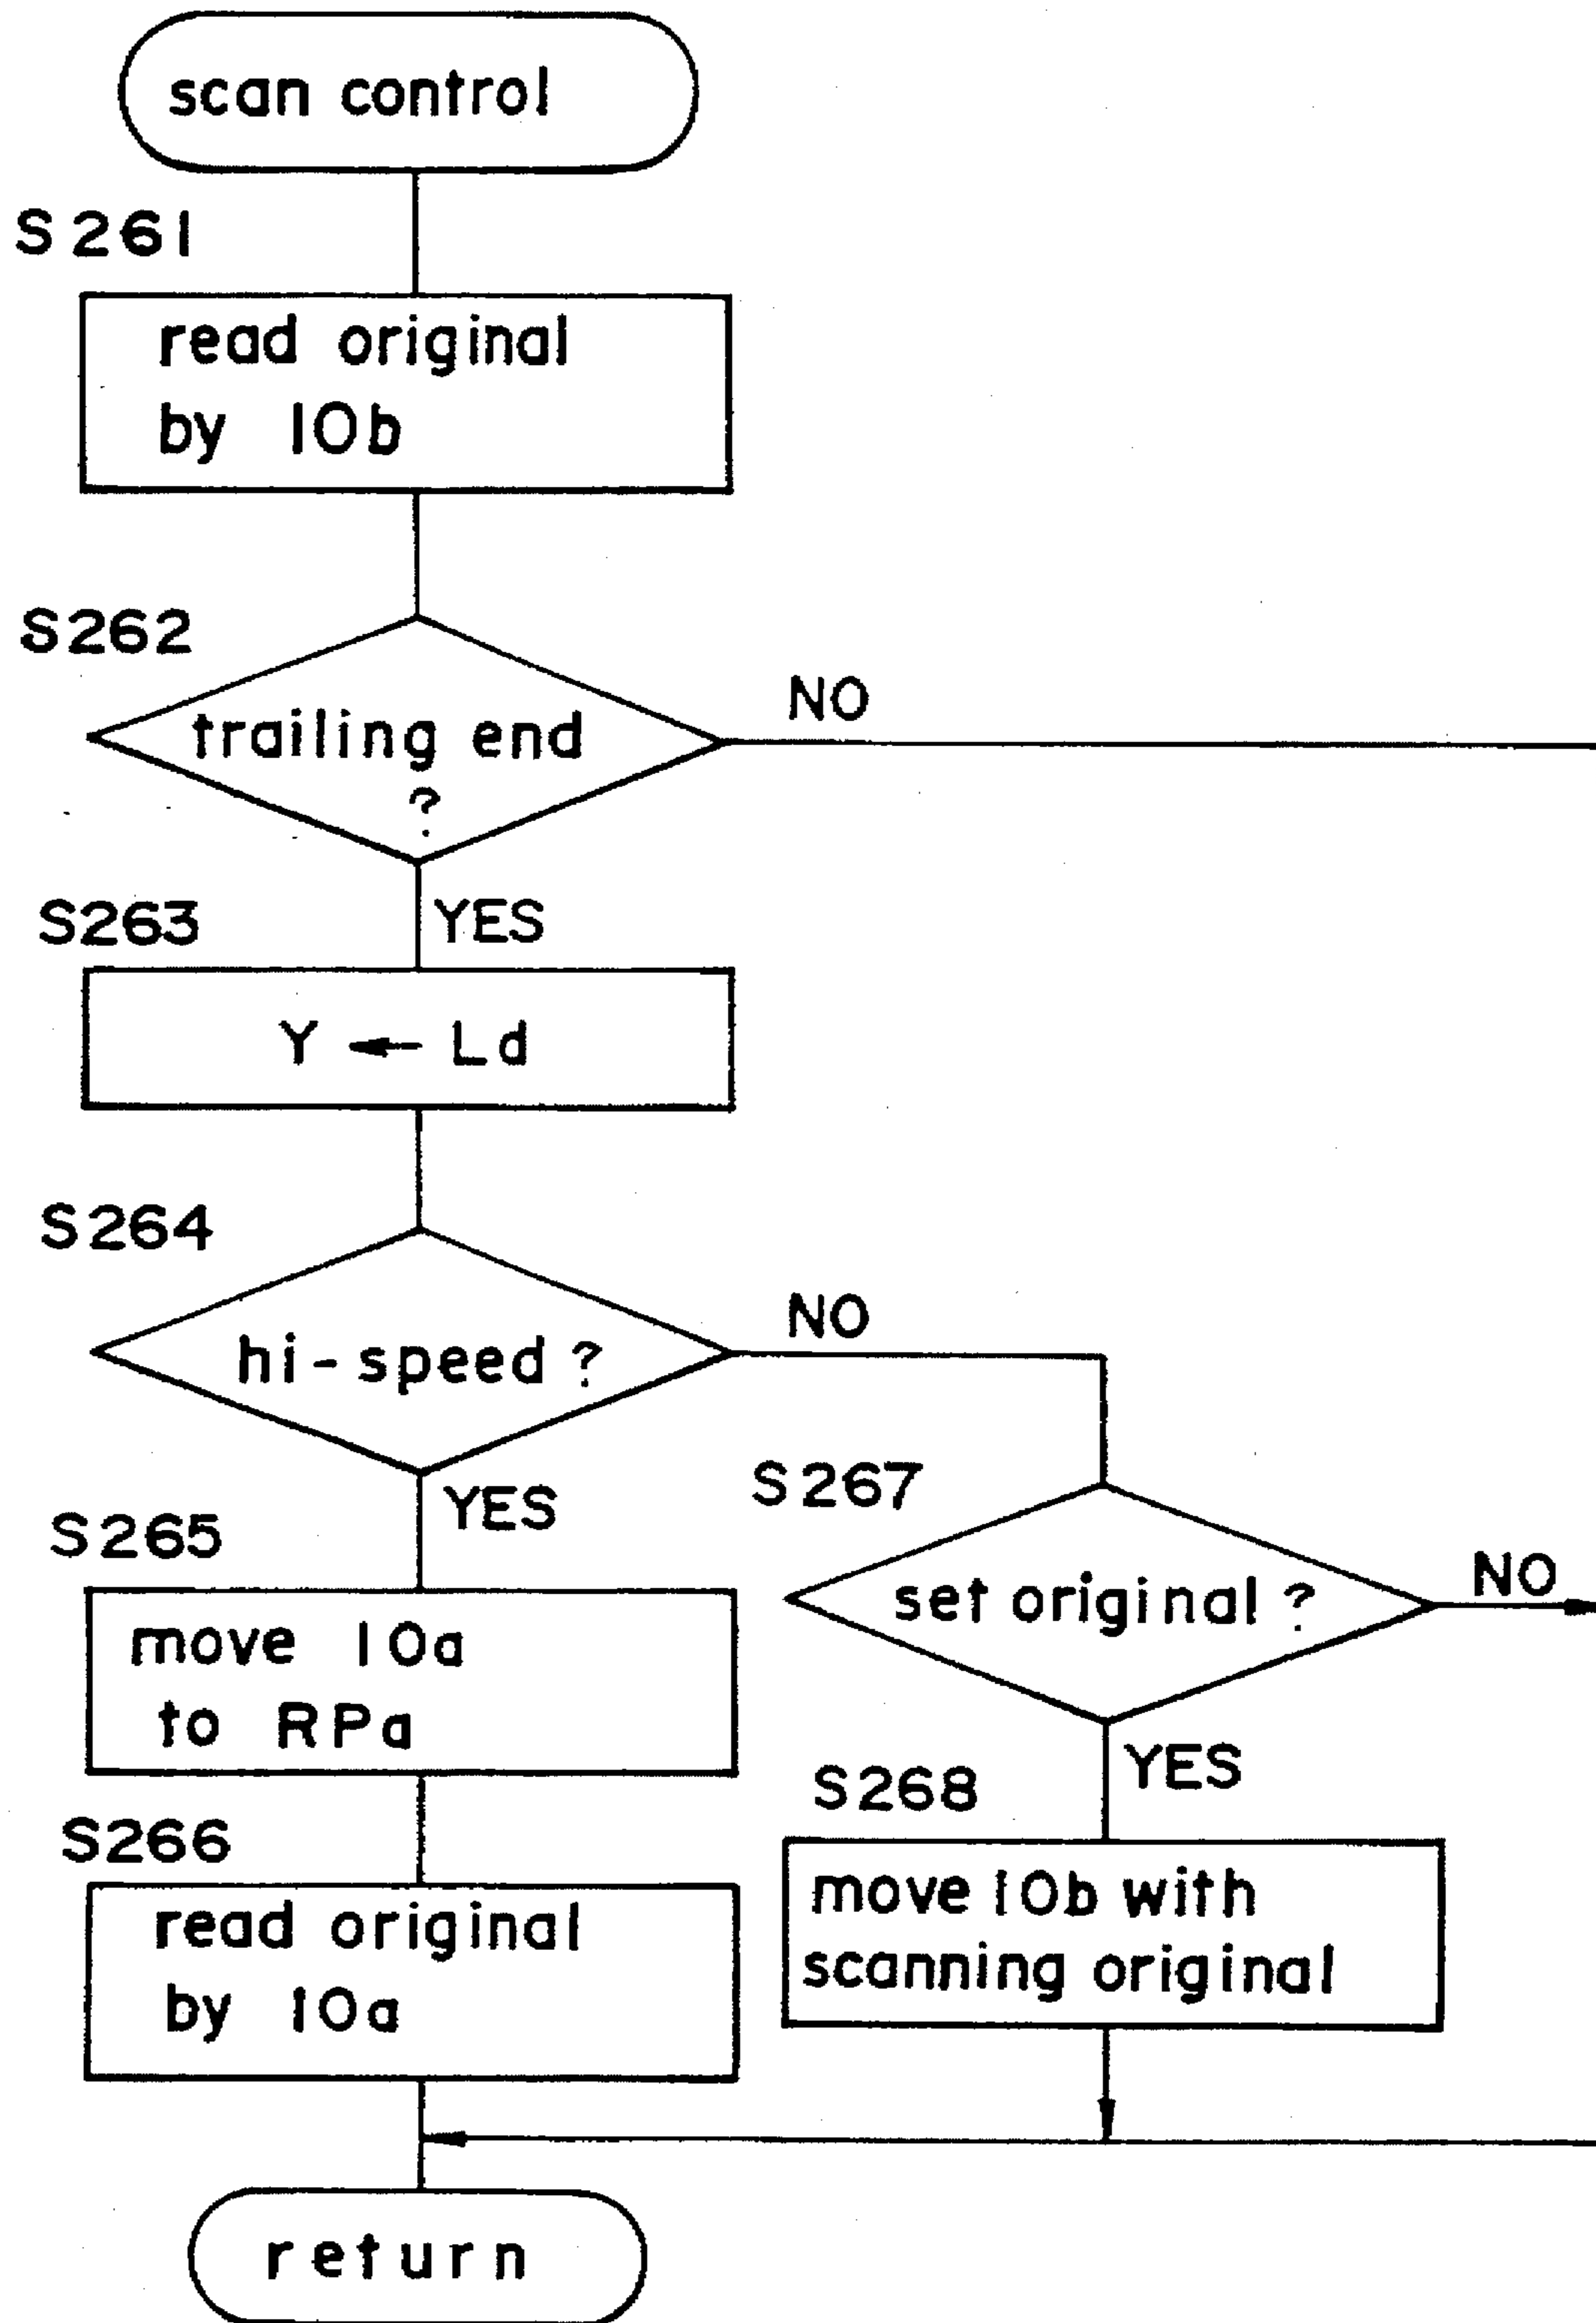 scan control
S261
read original
by 10b
S262
trailing end
?
NO
YES
S263
Y ← Ld
S264
hi-speed ?
NO
YES
S265
move 10a
to RPa
S266
read original
by 10a
S267
set original ?
NO
YES
S268
move 10b with
scanning original
return